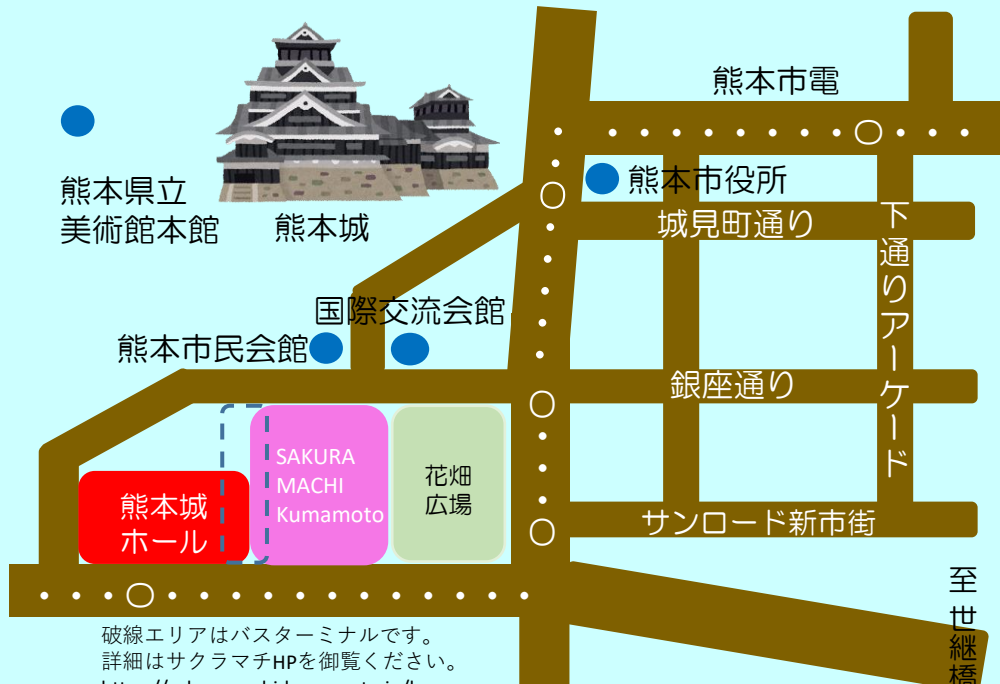 熊本市電
熊本県立
美術館本館
熊本城
熊本市役所
城見町通り
下通りアーケード
国際交流会館
熊本市民会館
銀座通り
SAKURA
MACHI
Kumamoto
花畑
広場
熊本城
ホール
サンロード新市街
至世継橋
破線エリアはバスターミナルです。
詳細はサクラマチHPを御覧ください。